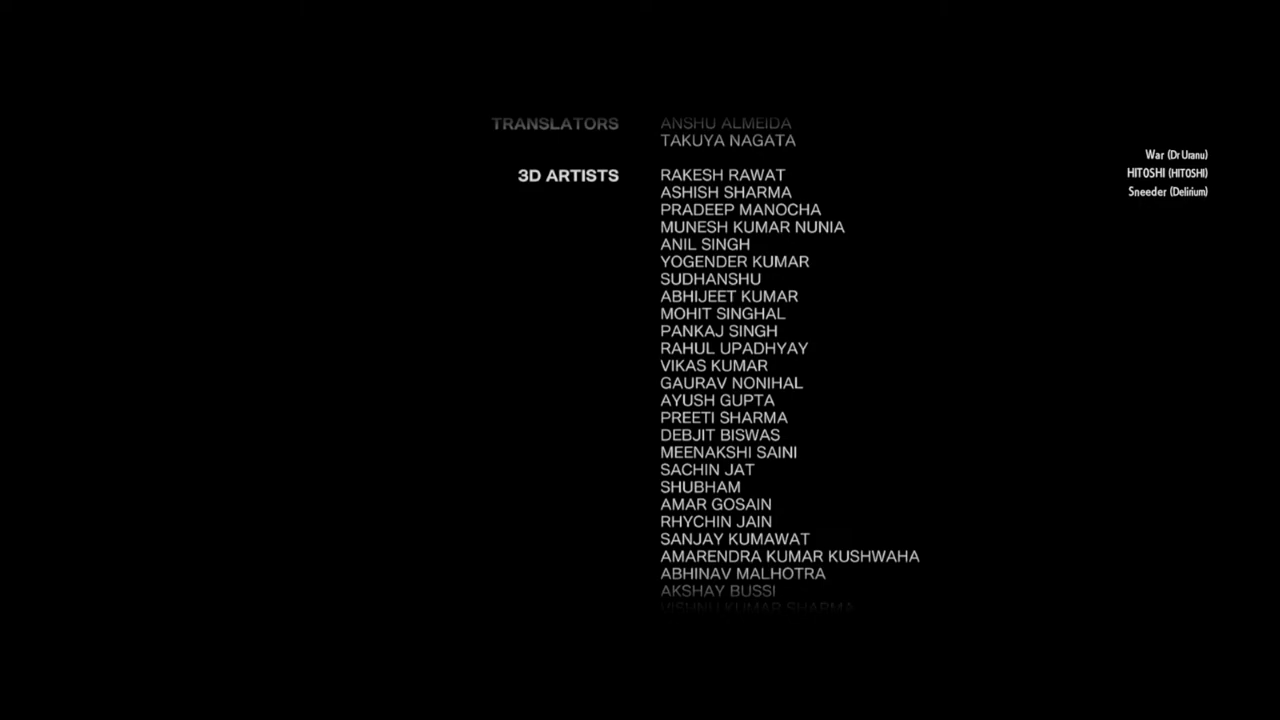 TRANSLATORS ANSHU ALMEIDA
TAKUYA NAGATA
3D ARTISTS RAKESH RAWAT
ASHISH SHARMA
PRADEEP MANOCHA
MUNESH KUMAR NUNIA
ANIL SINGH
YOGENDER KUMAR
SUDHANSHU
ABHIJEET KUMAR
MOHIT SINGHAL
PANKAJ SINGH
RAHUL UPADHYAY
VIKAS KUMAR
GAURAV NONIHAL
AYUSH GUPTA
PREETI SHARMA
DEBJIT BISWAS
MEENAKSHI SAINI
SACHIN JAT
SHUBHAM
AMAR GOSAIN
RHYCHIN JAIN
SANJAY KUMAWAT
AMARENDRA KUMAR KUSHWAHA
ABHINAV MALHOTRA
AKSHAY BUSSI
VISHNU KUMAR SHARMA
War (Dr Uranu)
HITOSHI (HITOSHI)
Sneeder (Delirium)